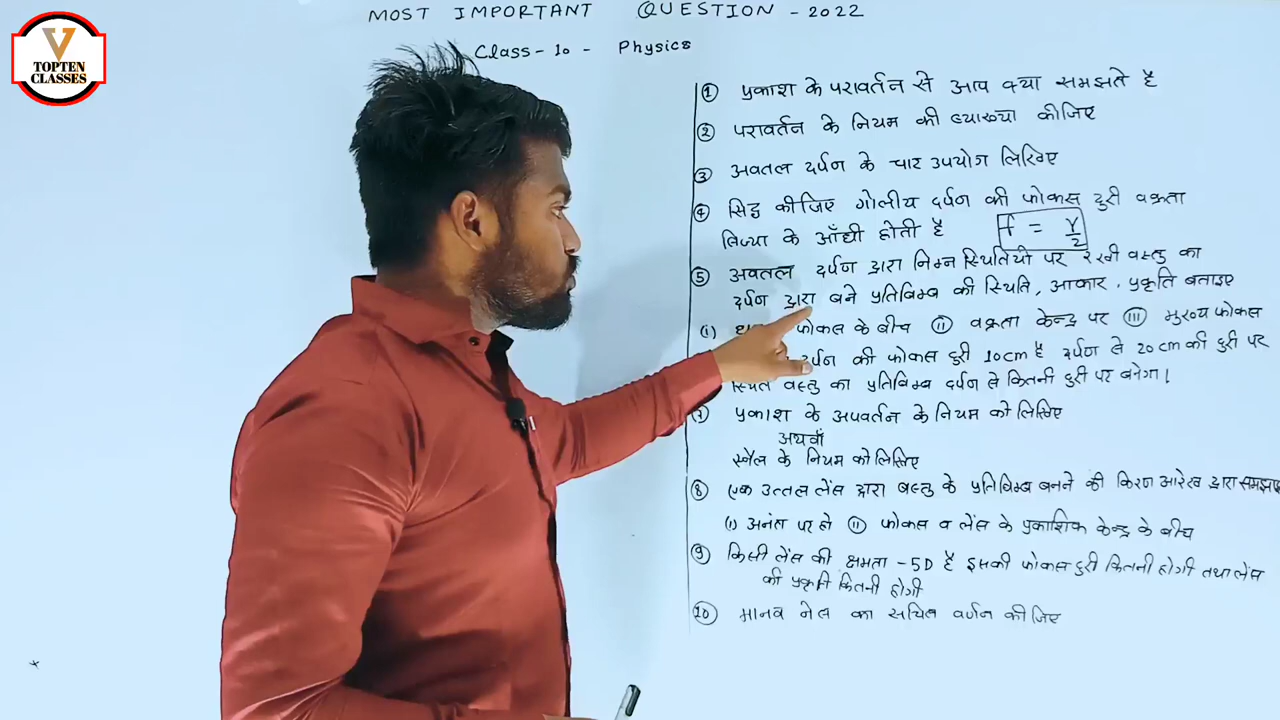 V
TOPTEN
CLASSES
MOST IMPORTANT QUESTION - 2022
Class - 10 - Physics
① प्रकाश के परावर्तन से आप क्या समझते है
② परावर्तन के नियम की व्याख्या कीजिए
③ अवतल दर्पण के चार उपयोग लिखिए
④ सिद्ध कीजिए गोलीय दर्पण की फोकस दुरी वक्रता
त्रिज्या के आँधी होती है f = r/2
⑤ अवतल दर्पण द्वारा निम्न स्थितियों पर रखी वस्तु का
दर्पण द्वारा बने प्रतिबिम्ब की स्थिति, आकार, प्रकृति बताइए
(i) फोकस के बीच (ii) वक्रता केन्द्र पर (iii) मुख्य फोकस
दर्पण की फोकस दुरी 10cm है दर्पण से 20cm की दुरी पर
स्थित वस्तु का प्रतिबिम्ब दर्पण से कितनी दुरी पर बनेगा।
⑦ प्रकाश के अपवर्तन के नियम को लिखिए
अथवाँ
स्नैल के नियम को लिखिए
⑧ एक उत्तल लेंस द्वारा वस्तु के प्रतिबिम्ब बनने की किरण आरेख द्वारा
(i) अनंत पर हो (ii) फोकस व लेंस के प्रकाशिक केन्द्र के बीच
⑨ किसी लेंस की क्षमता -5D है इसकी फोकस दुरी कितनी होगी तथा लेंस
की प्रकृति कितनी होगी
⑩ मानव नेत्र का सचित्र वर्णन कीजिए